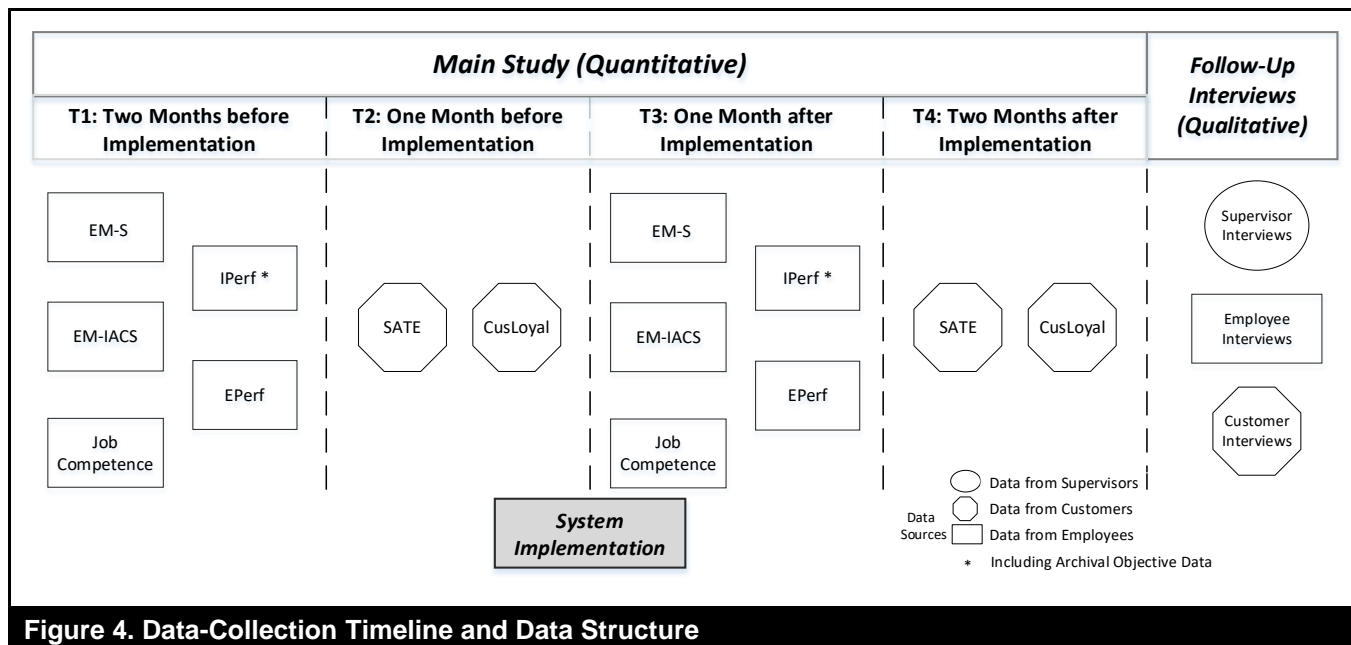 Main Study (Quantitative)
Follow-Up
Interviews
(Qualitative)
T1: Two Months before
Implementation
T2: One Month before
Implementation
T3: One Month after
Implementation
T4: Two Months after
Implementation
EM-S
IPerf *
EM-IACS
EPerf
Job
Competence
SATE
CusLoyal
EM-S
IPerf *
EM-IACS
EPerf
Job
Competence
SATE
CusLoyal
Supervisor
Interviews
Employee
Interviews
Customer
Interviews
System
Implementation
Data
Sources
Data from Supervisors
Data from Customers
Data from Employees
* Including Archival Objective Data
Figure 4. Data-Collection Timeline and Data Structure